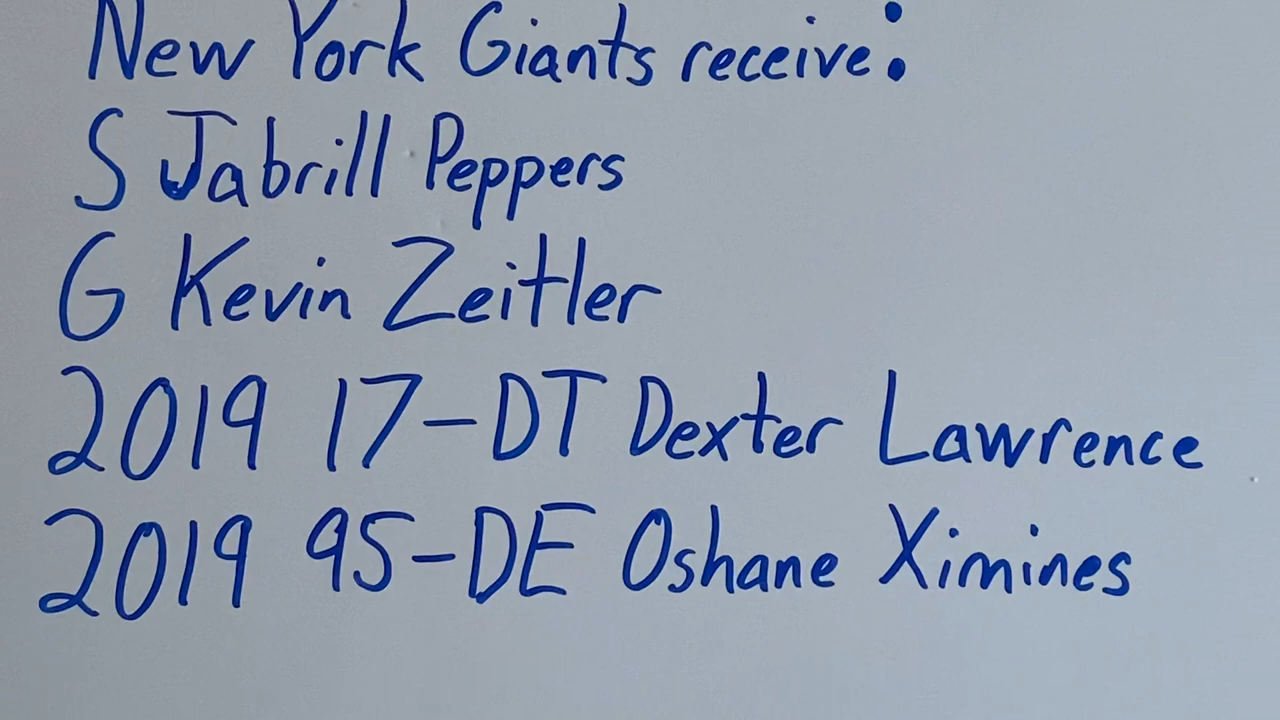 New York Giants receive:
S Jabrill Peppers
G Kevin Zeitler
2019 17-DT Dexter Lawrence
2019 95-DE Oshane Ximines